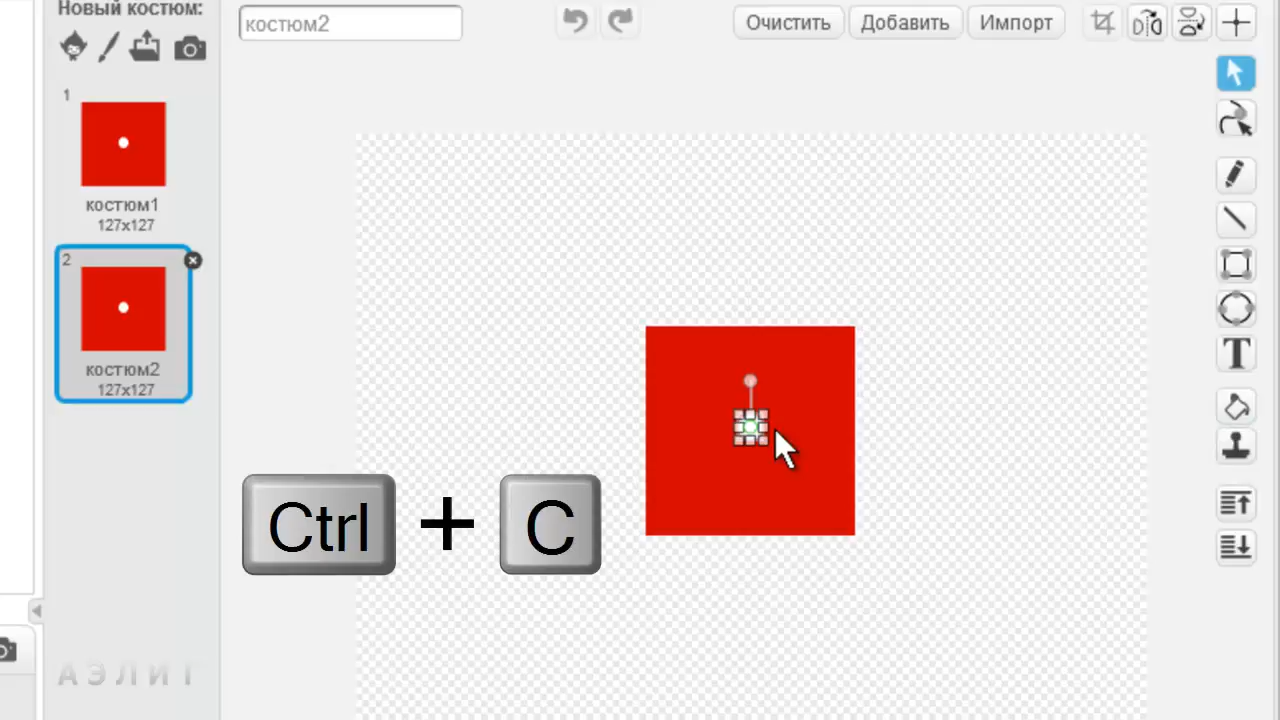 Новый костюм:
костюм2
Очистить
Добавить
Импорт
1
костюм1
127x127
2
костюм2
127x127
T
Ctrl + C
АЭЛИТ